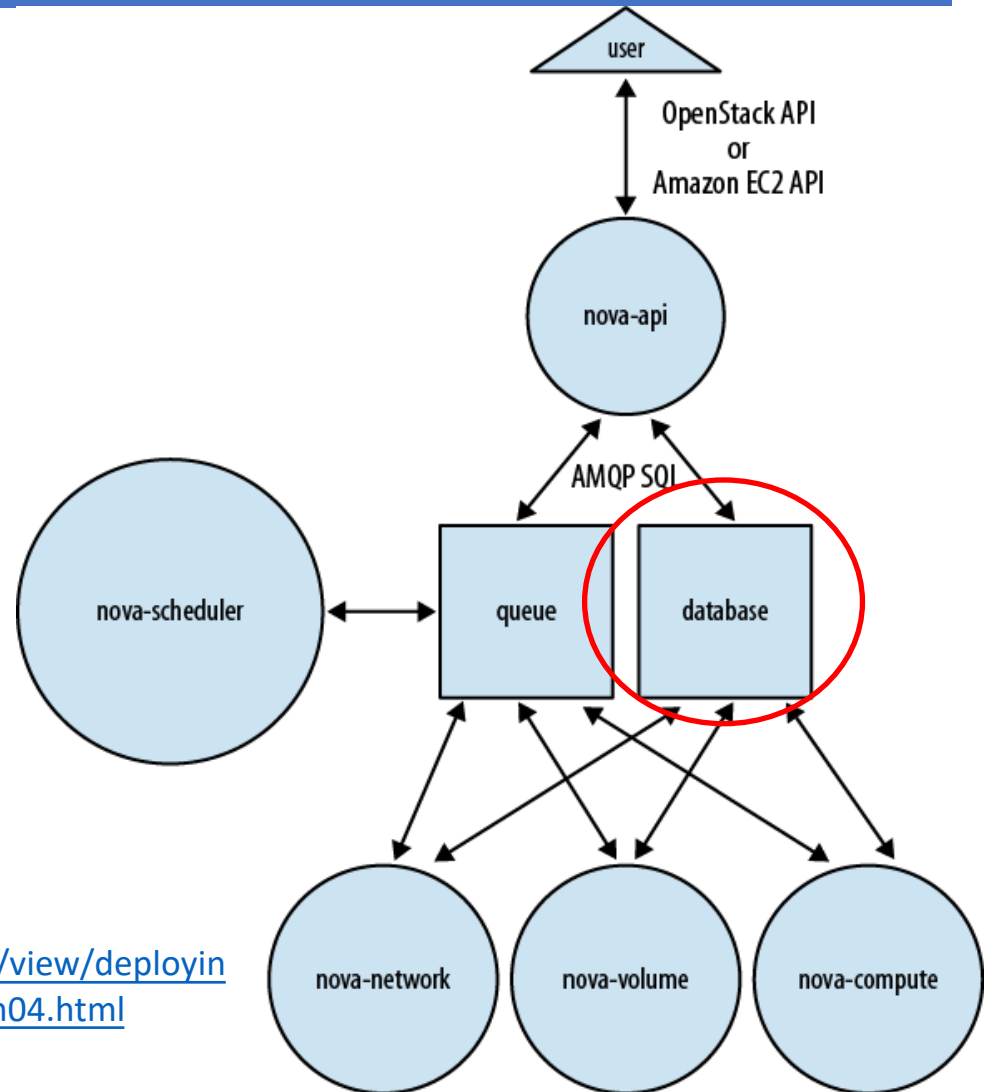 user
OpenStack API
or
Amazon EC2 API
nova-api
AMQP SQL
nova-scheduler
queue
database
/view/deployin
n04.html
nova-network
nova-volume
nova-compute